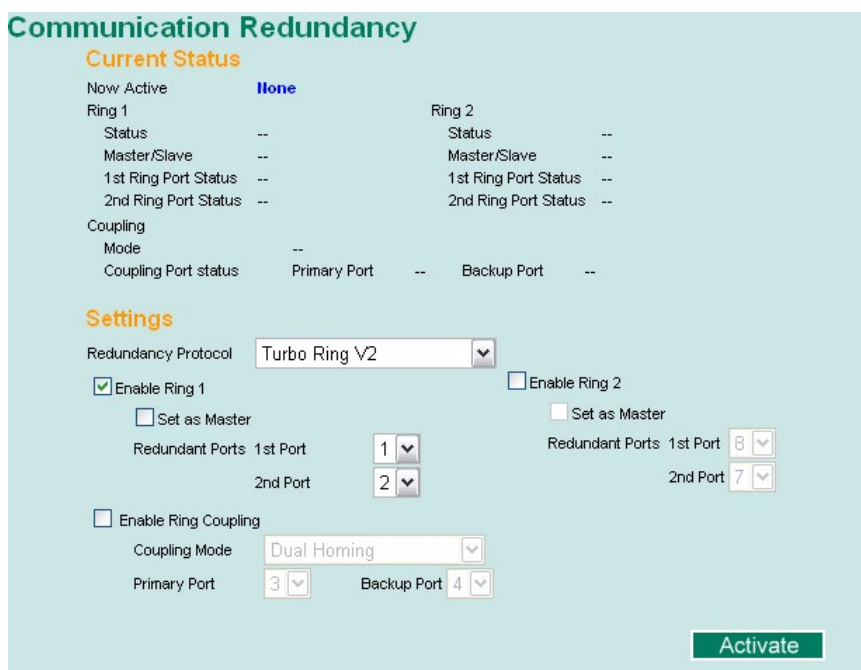 Communication Redundancy
Current Status
Now Active None
Ring 1 Ring 2
Status -- Status --
Master/Slave -- Master/Slave --
1st Ring Port Status -- 1st Ring Port Status --
2nd Ring Port Status -- 2nd Ring Port Status --
Coupling
Mode --
Coupling Port status Primary Port -- Backup Port --
Settings
Redundancy Protocol Turbo Ring V2
Enable Ring 1 Enable Ring 2
Set as Master Set as Master
Redundant Ports 1st Port 1 Redundant Ports 1st Port 8
2nd Port 2 2nd Port 7
Enable Ring Coupling
Coupling Mode Dual Homing
Primary Port 3 Backup Port 4
Activate